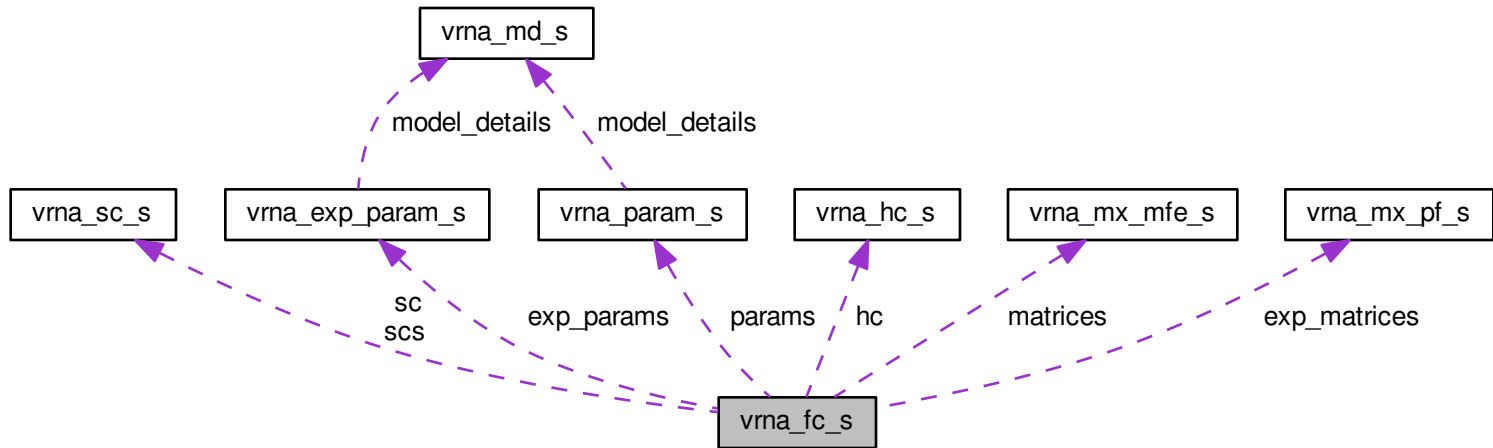 vrna_md_s
model_details
model_details
vrna_sc_s
vrna_exp_param_s
vrna_param_s
vrna_hc_s
vrna_mx_mfe_s
vrna_mx_pf_s
sc
scs
exp_params
params
hc
matrices
exp_matrices
vrna_fc_s